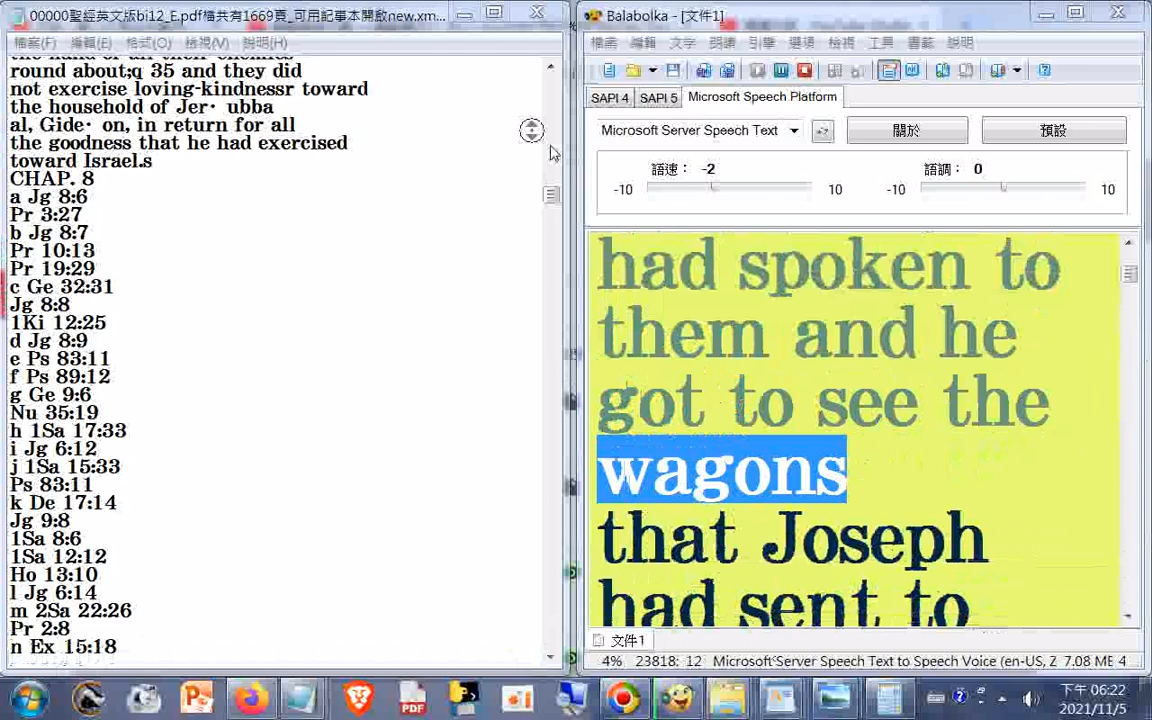 00000聖經英文版bi12_E.pdf檔共有1669頁_可用記事本開啟new.xm...
檔案(F) 編輯(E) 格式(O) 檢視(V) 說明(H)
round about;q 35 and they did
not exercise loving-kindnessr toward
the household of Jer· ubba
al, Gide· on, in return for all
the goodness that he had exercised
toward Israel.s
CHAP. 8
a Jg 8:6
Pr 3:27
b Jg 8:7
Pr 10:13
Pr 19:29
c Ge 32:31
Jg 8:8
1Ki 12:25
d Jg 8:9
e Ps 83:11
f Ps 89:12
g Ge 9:6
Nu 35:19
h 1Sa 17:33
i Jg 6:12
j 1Sa 15:33
Ps 83:11
k De 17:14
Jg 9:8
1Sa 8:6
1Sa 12:12
Ho 13:10
l Jg 6:14
m 2Sa 22:26
Pr 2:8
n Ex 15:18
Balabolka - [文件1]
檔案 編輯 文字 朗讀 引擎 選項 檢視 工具 書籤 說明
SAPI 4 SAPI 5 Microsoft Speech Platform
Microsoft Server Speech Text 關於 預設
語速： -2 語調： 0
-10 10 -10 10
had spoken to
them and he
got to see the
wagons
that Joseph
had sent to
文件1
4% 23818: 12 Microsoft Server Speech Text to Speech Voice (en-US, Z 7.08 ME 4
PDF
下午 06:22
2021/11/5